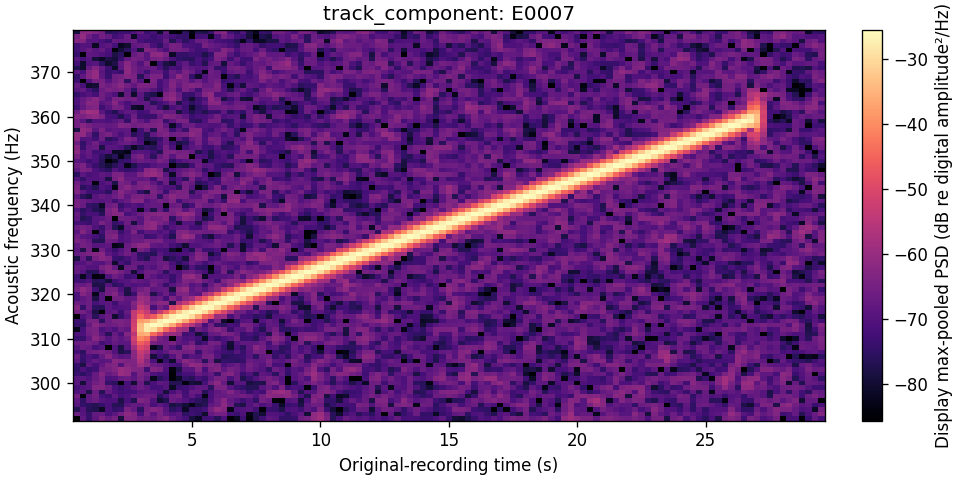 track_component: E0007
Acoustic frequency (Hz)
370
360
350
340
330
320
310
300
5 10 15 20 25
Original-recording time (s)
−30
−40
−50
−60
−70
−80
Display max-pooled PSD (dB re digital amplitude²/Hz)